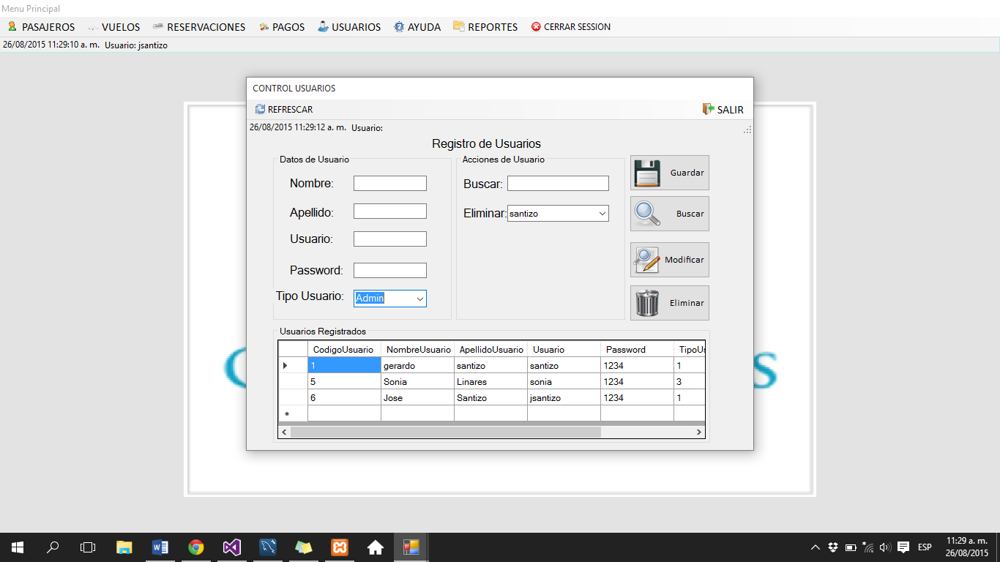 Menu Principal
PASAJEROS VUELOS RESERVACIONES PAGOS USUARIOS AYUDA REPORTES CERRAR SESSION
26/08/2015 11:29:10 a. m. Usuario: jsantizo
CONTROL USUARIOS
REFRESCAR SALIR
26/08/2015 11:29:12 a. m. Usuario:
Registro de Usuarios
Datos de Usuario
Nombre:
Apellido:
Usuario:
Password:
Tipo Usuario: Admin
Acciones de Usuario
Buscar:
Eliminar: santizo
Guardar
Buscar
Modificar
Eliminar
Usuarios Registrados
CodigoUsuario NombreUsuario ApellidoUsuario Usuario Password TipoUs
1 gerardo santizo santizo 1234 1
5 Sonia Linares sonia 1234 3
6 Jose Santizo jsantizo 1234 1
ESP
11:29 a. m.
26/08/2015